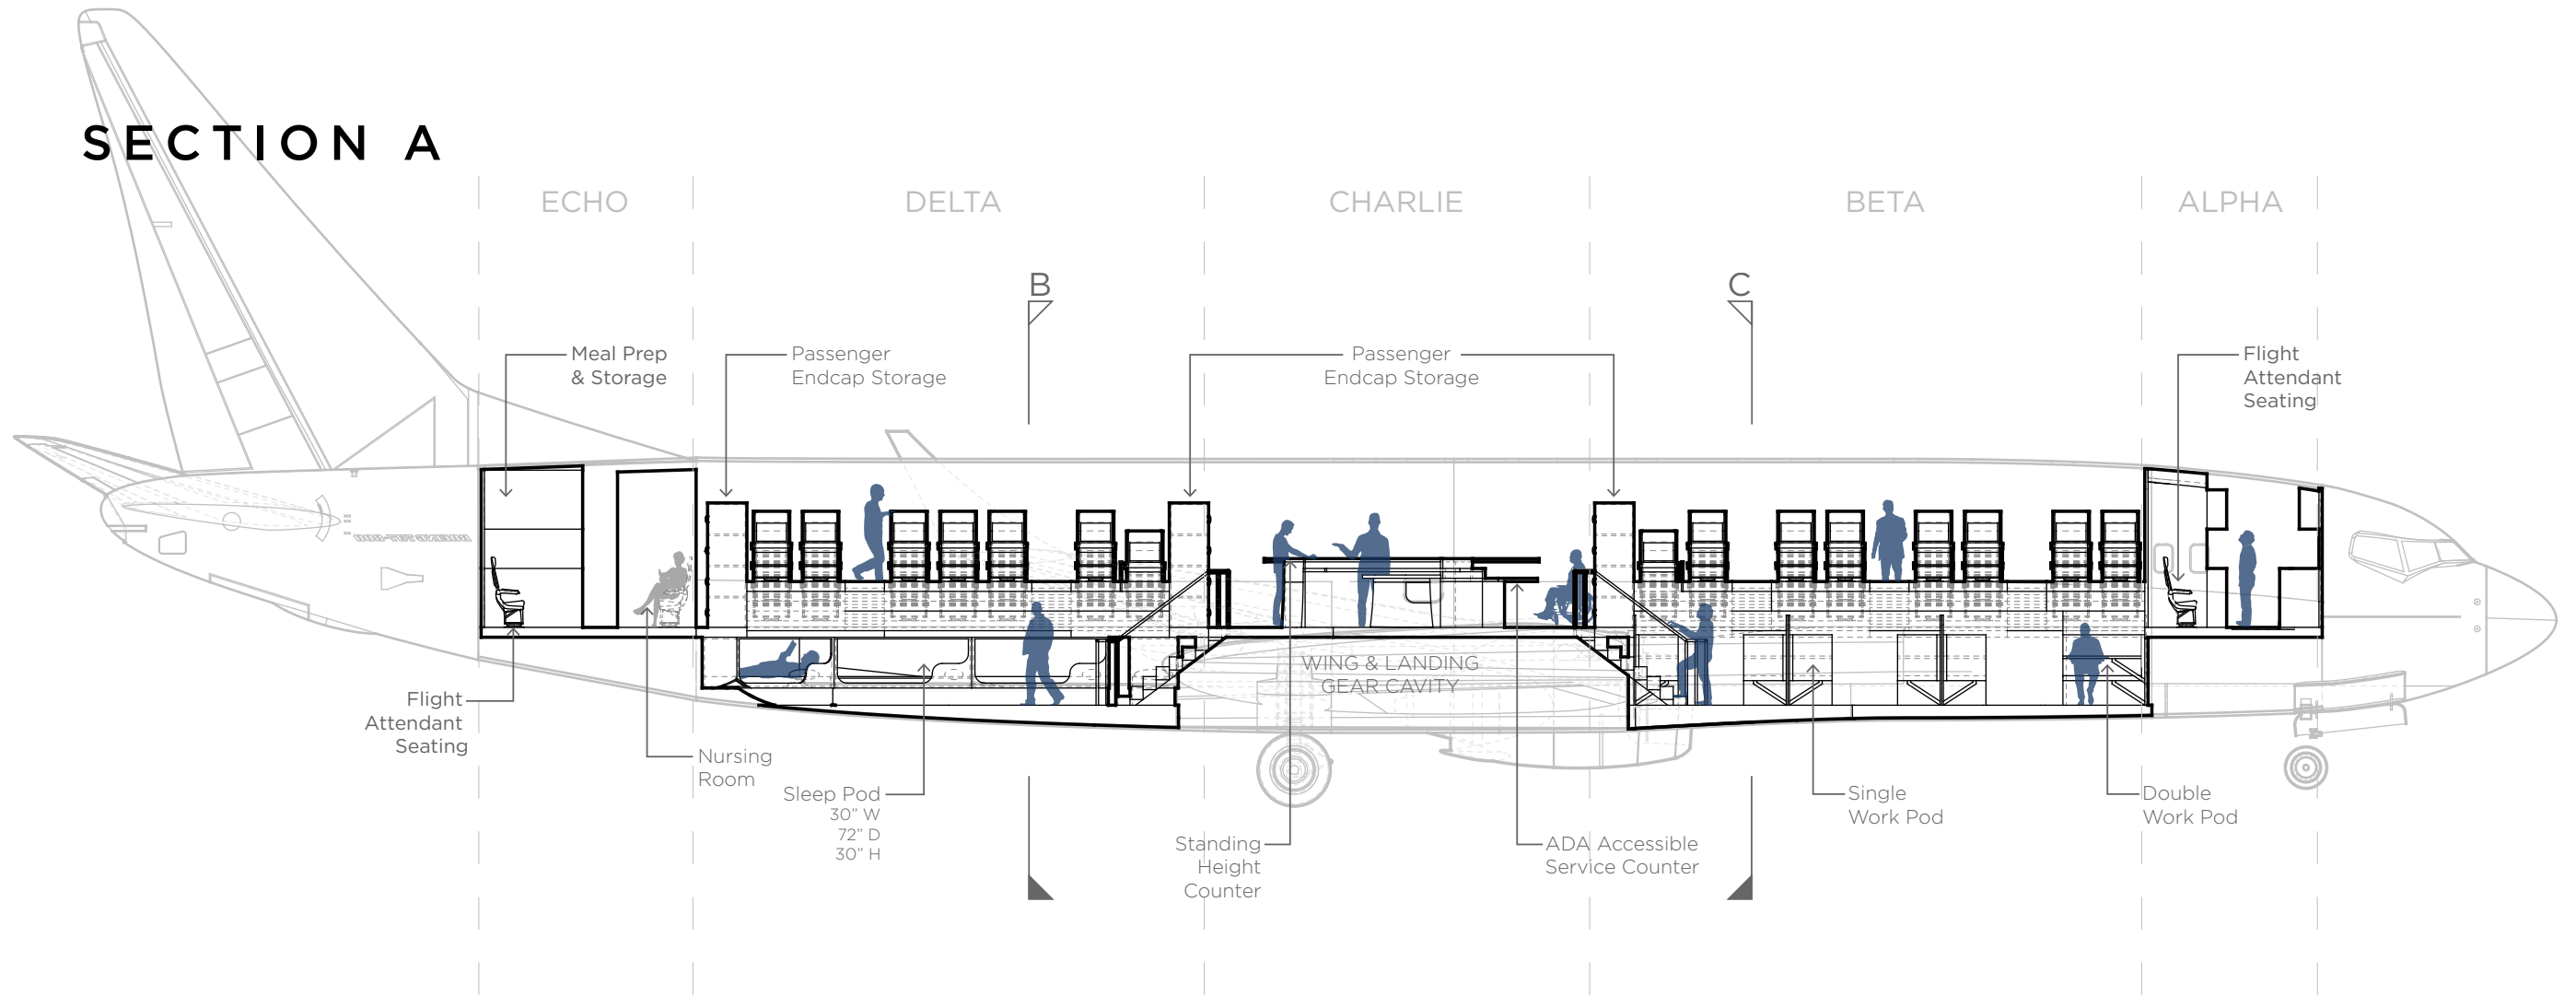 SECTION A
ECHO
DELTA
CHARLIE
BETA
ALPHA
B
C
Meal Prep
& Storage
Passenger
Endcap Storage
Passenger
Endcap Storage
Flight
Attendant
Seating
WING & LANDING
GEAR CAVITY
Flight
Attendant
Seating
Nursing
Room
Sleep Pod
30” W
72” D
30” H
Standing
Height
Counter
ADA Accessible
Service Counter
Single
Work Pod
Double
Work Pod